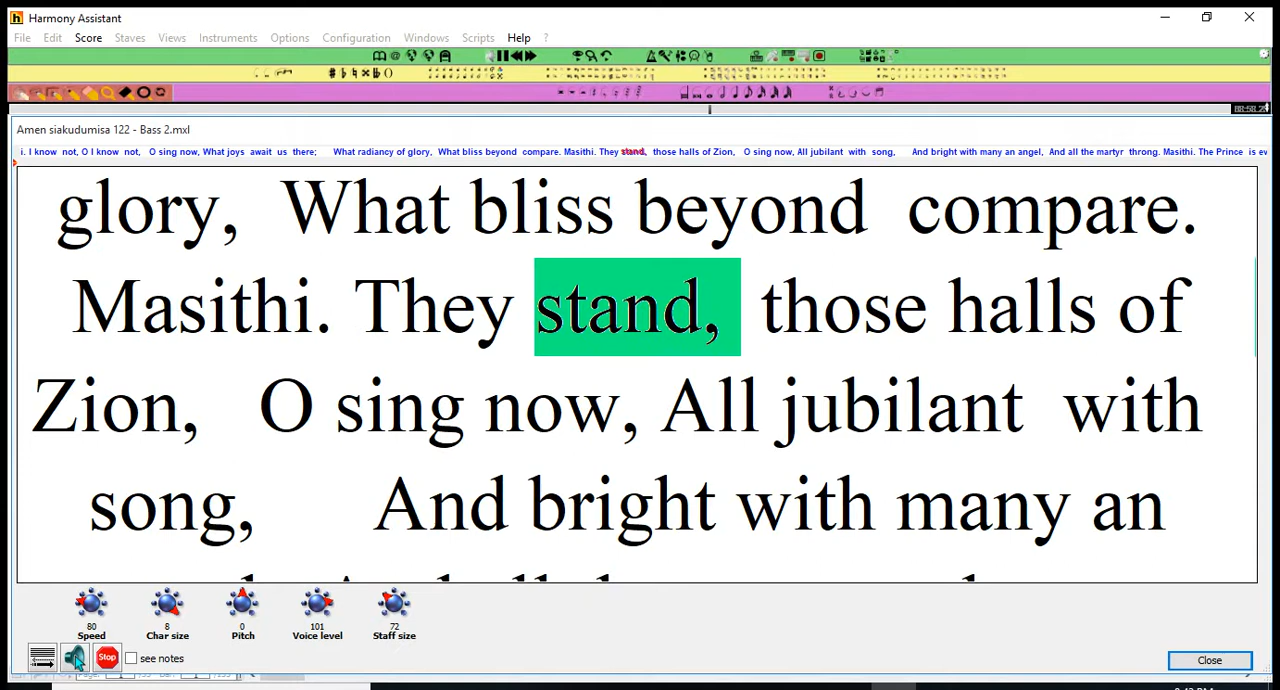 Harmony Assistant
File Edit Score Staves Views Instruments Options Configuration Windows Scripts Help ?
Amen siakudumisa 122 - Bass 2.mxl
i. I know not, O I know not, O sing now, What joys await us there; What radiancy of glory, What bliss beyond compare. Masithi. They stand, those halls of Zion, O sing now, All jubilant with song, And bright with many an angel, And all the martyr throng. Masithi. The Prince is ev
glory, What bliss beyond compare.
Masithi. They stand, those halls of
Zion, O sing now, All jubilant with
song, And bright with many an
80 8 0 101 72
Speed Char size Pitch Voice level Staff size
Stop see notes Close